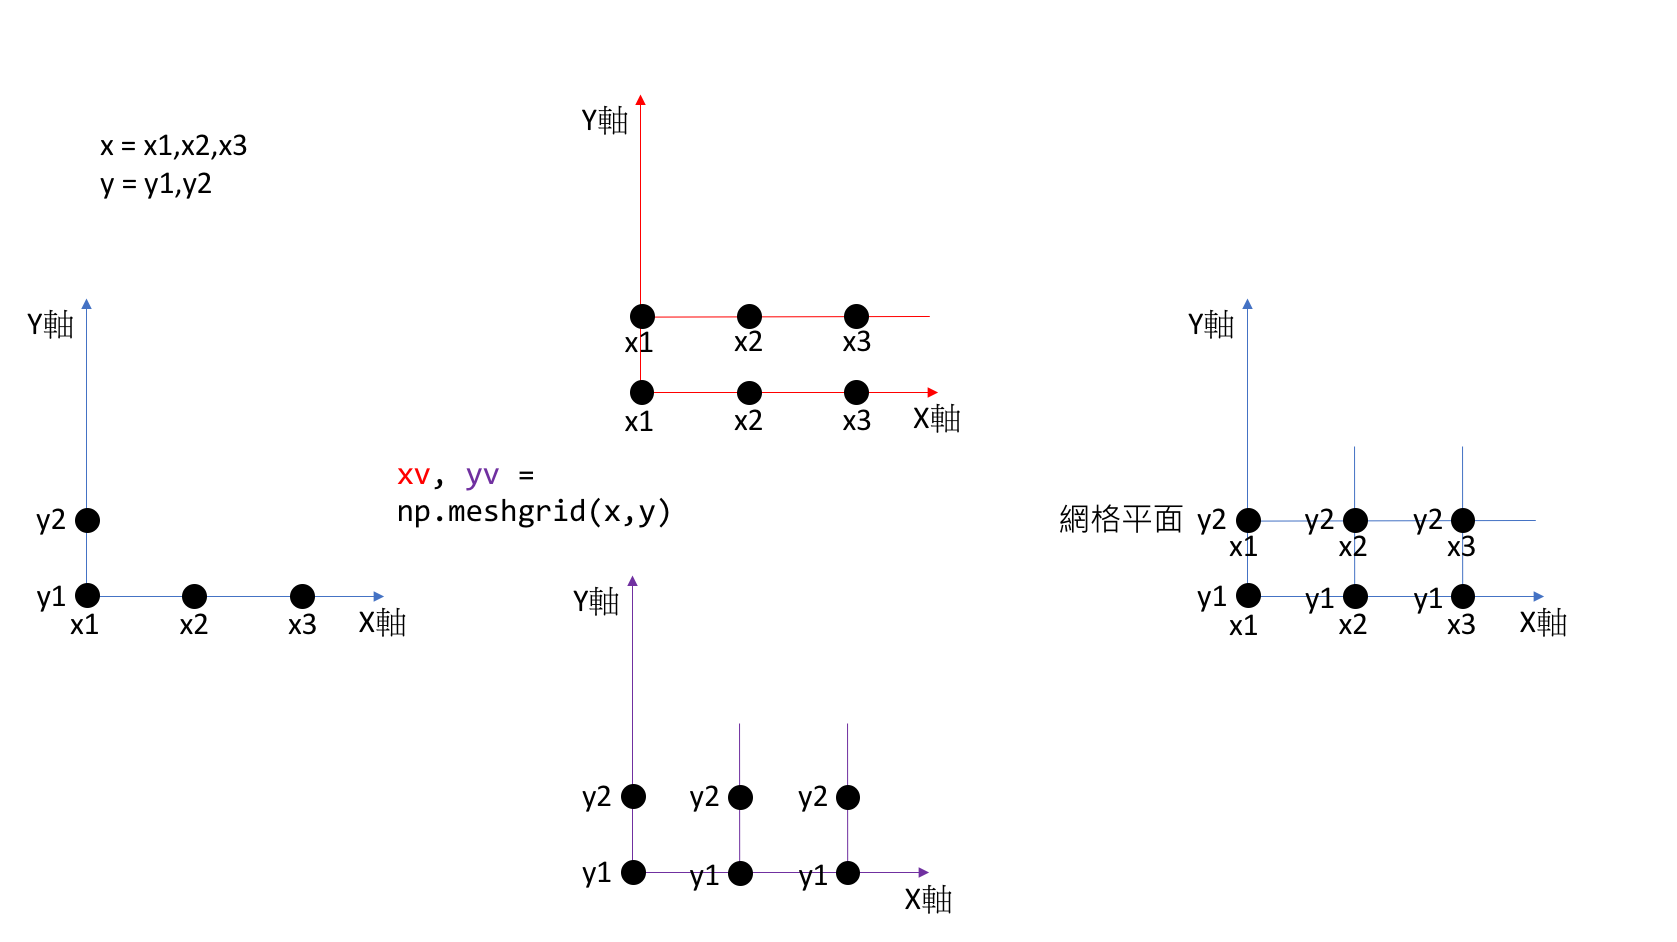 x = x1,x2,x3
y = y1,y2
Y軸
y2
y1
x1 x2 x3 X軸
Y軸
x1 x2 x3
x1 x2 x3 X軸
xv, yv =
np.meshgrid(x,y)
Y軸
y2 y2 y2
y1 y1 y1
X軸
Y軸
網格平面 y2 y2 y2
x1 x2 x3
y1 y1 y1
x1 x2 x3 X軸